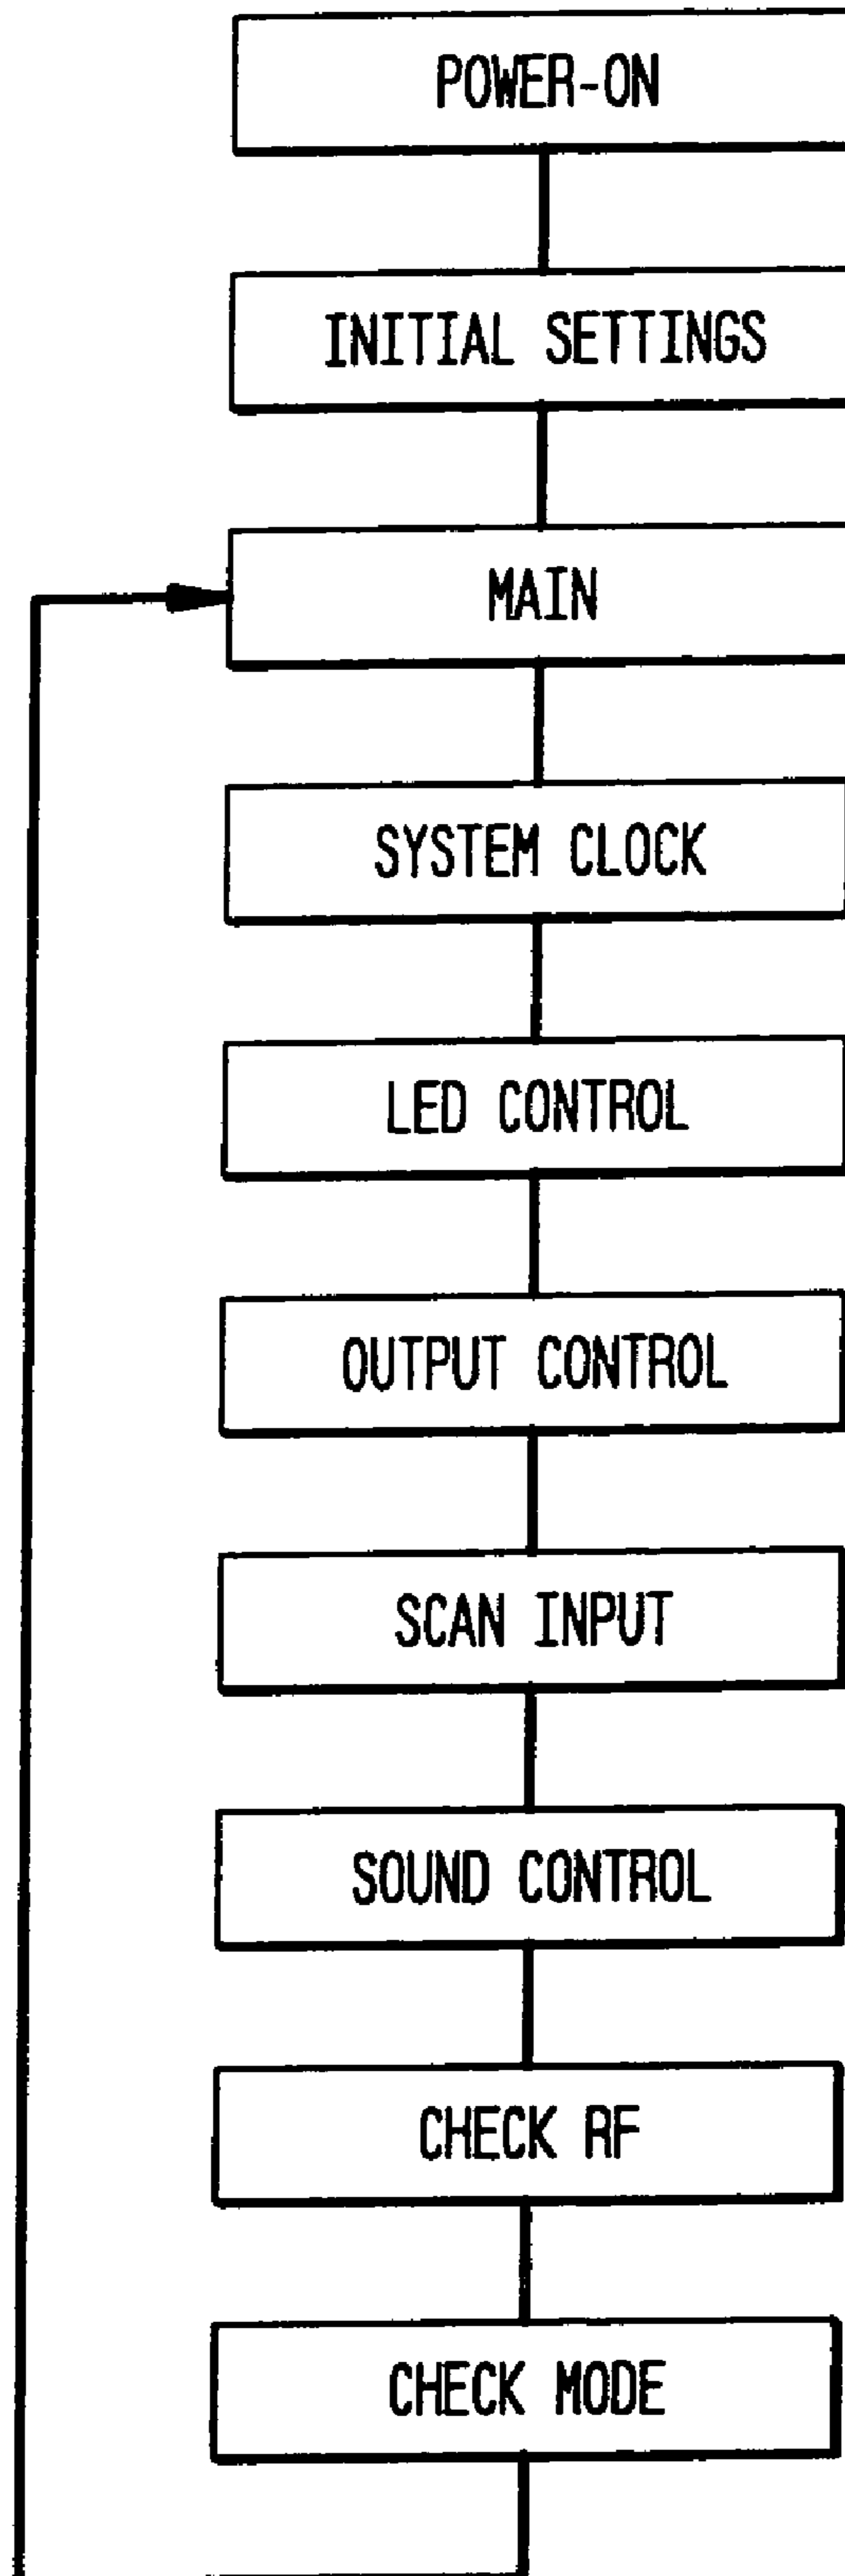 POWER-ON
INITIAL SETTINGS
MAIN
SYSTEM CLOCK
LED CONTROL
OUTPUT CONTROL
SCAN INPUT
SOUND CONTROL
CHECK RF
CHECK MODE